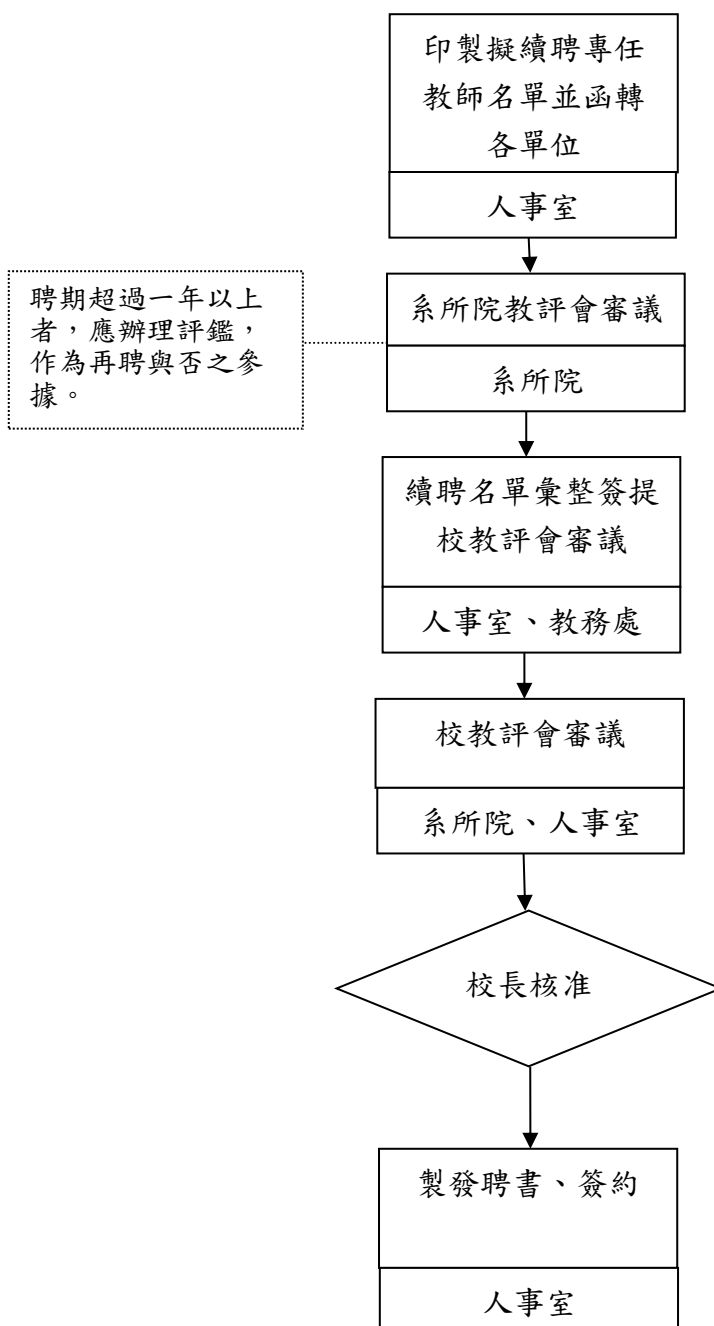 印製擬續聘專任
教師名單並函轉
各單位
人事室
聘期超過一年以上
者，應辦理評鑑，
作為再聘與否之參
據。
系所院教評會審議
系所院
續聘名單彙整簽提
校教評會審議
人事室、教務處
校教評會審議
系所院、人事室
校長核准
製發聘書、簽約
人事室